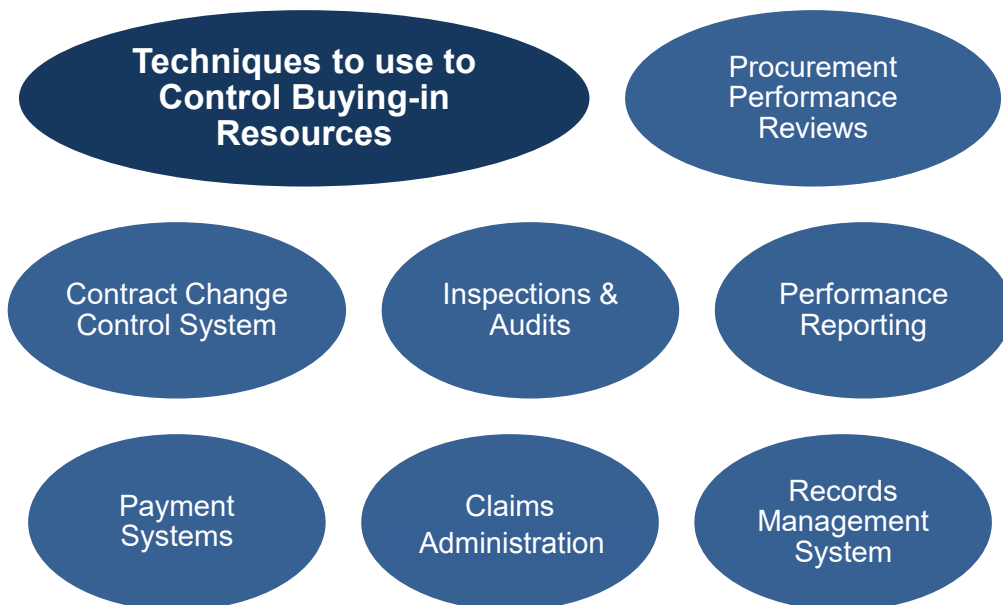 Techniques to use to
Control Buying-in
Resources
Procurement
Performance
Reviews
Contract Change
Control System
Inspections &
Audits
Performance
Reporting
Payment
Systems
Claims
Administration
Records
Management
System